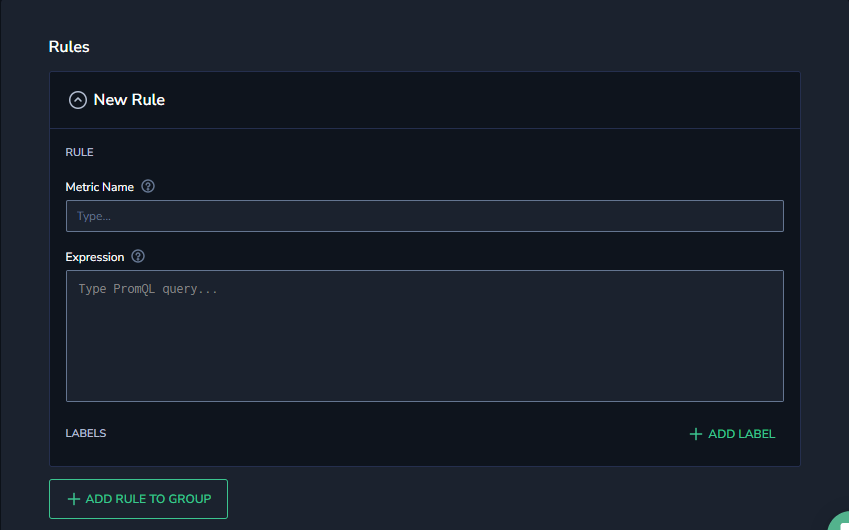 Rules
New Rule
RULE
Metric Name
Type...
Expression
Type PromQL query...
LABELS
+ ADD LABEL
+ ADD RULE TO GROUP